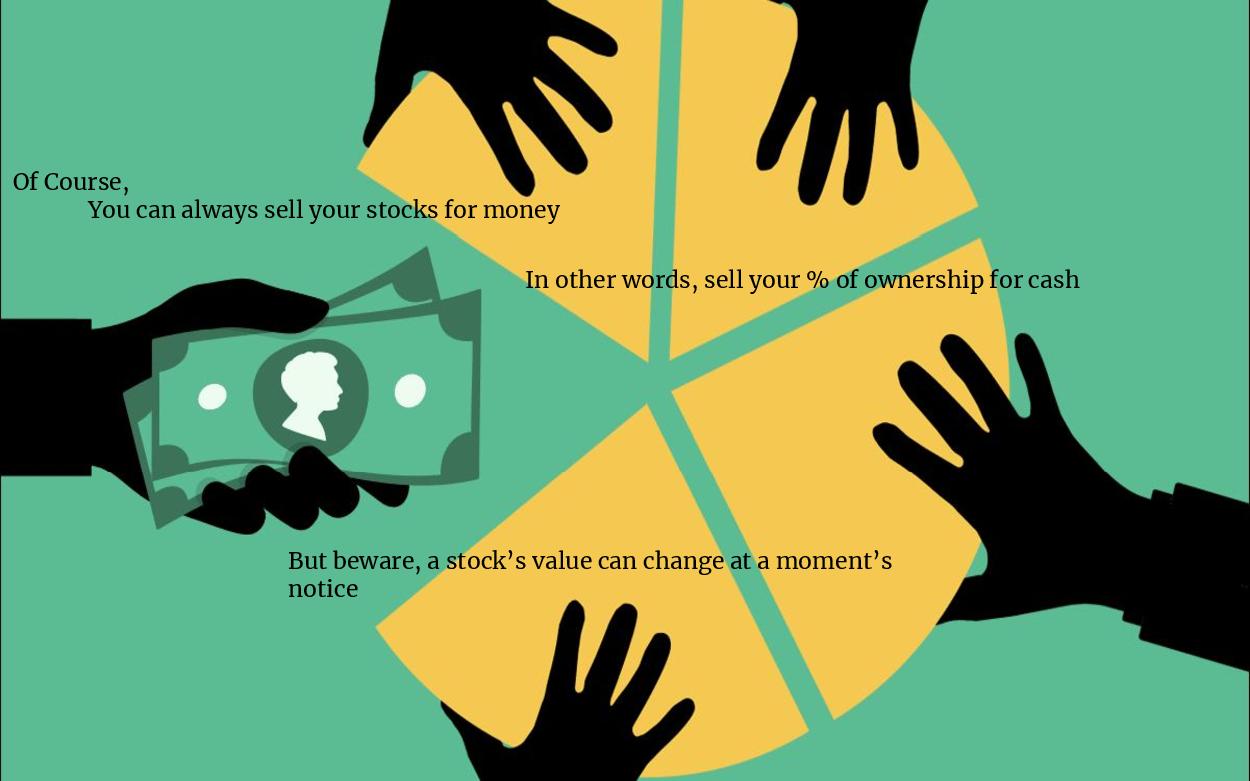 Of Course,
You can always sell your stocks for money
In other words, sell your % of ownership for cash
But beware, a stock’s value can change at a moment’s
notice